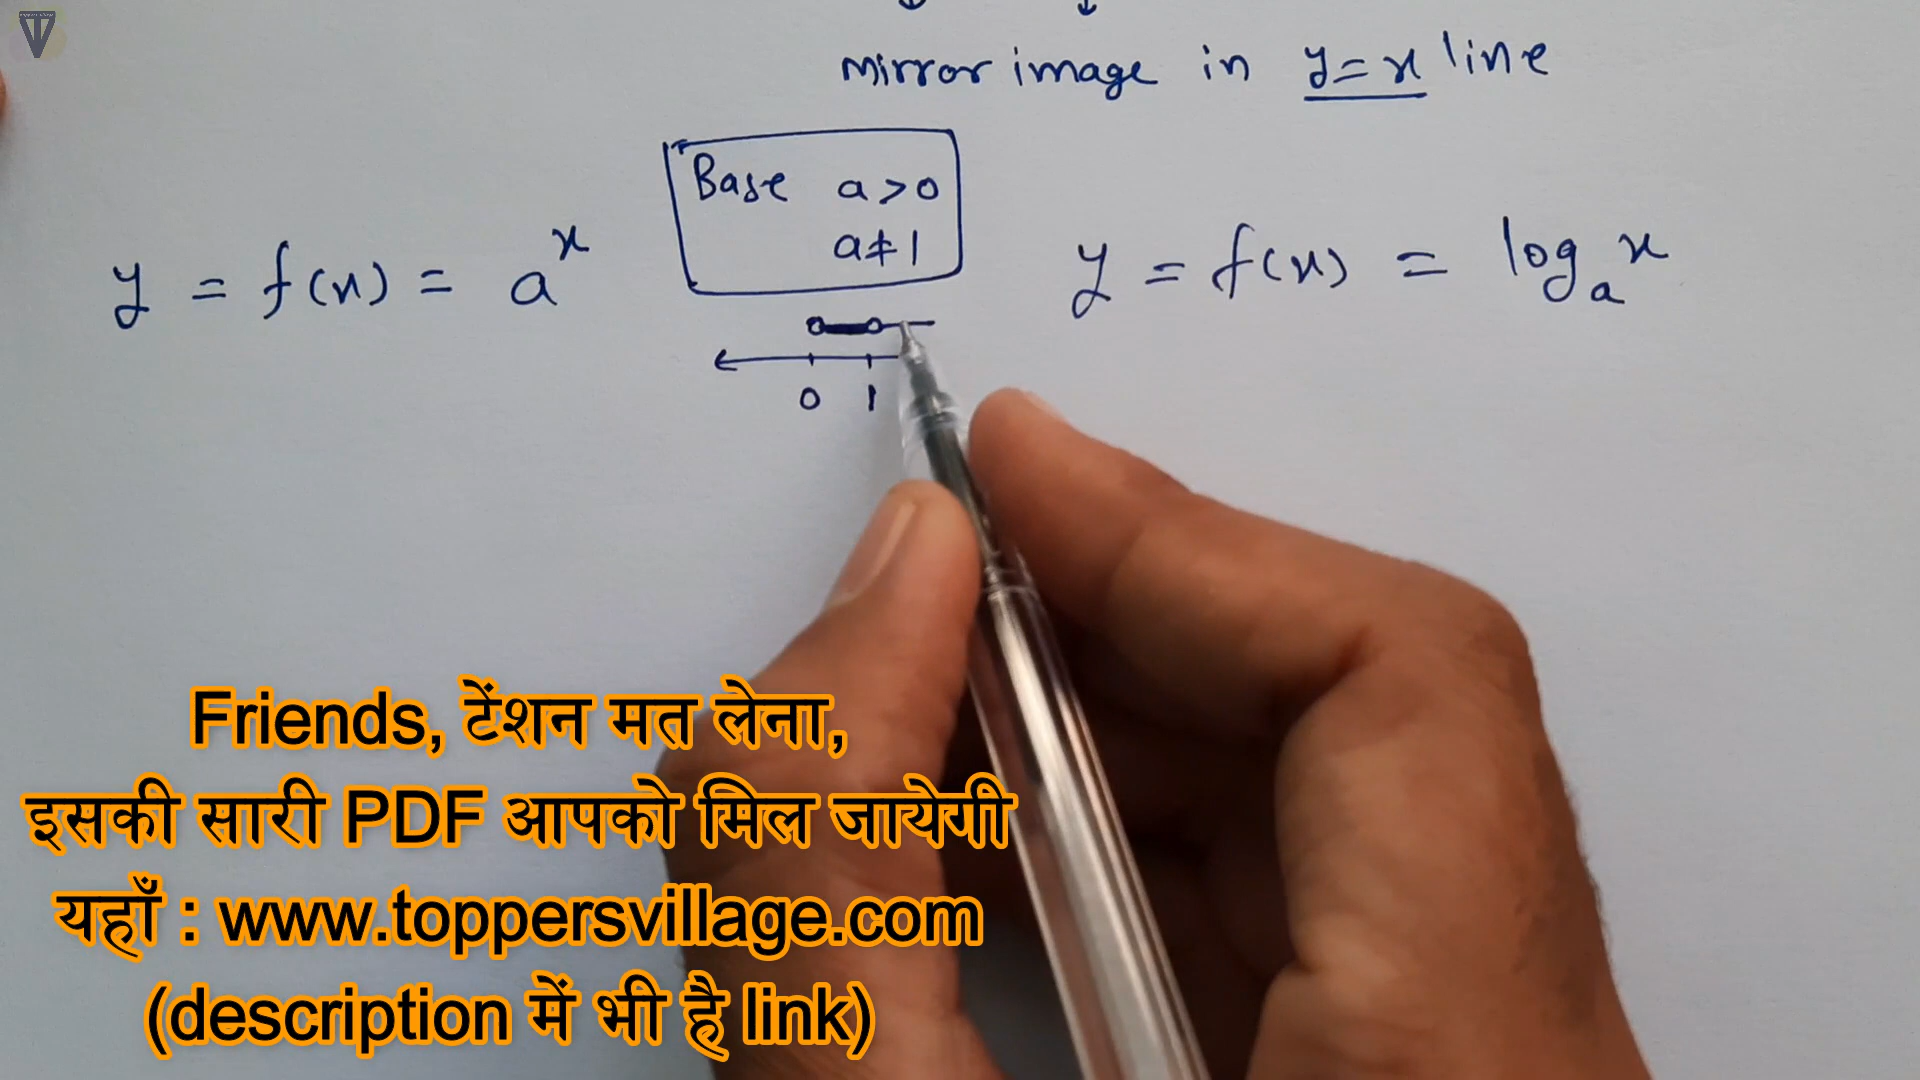 mirror image in y=x line
Base a>0
a≠1
y = f(x) = a^x
y = f(x) = log_a x
0 1
Friends, टेंशन मत लेना,
इसकी सारी PDF आपको मिल जायेगी
यहाँ : www.toppersvillage.com
(description में भी है link)